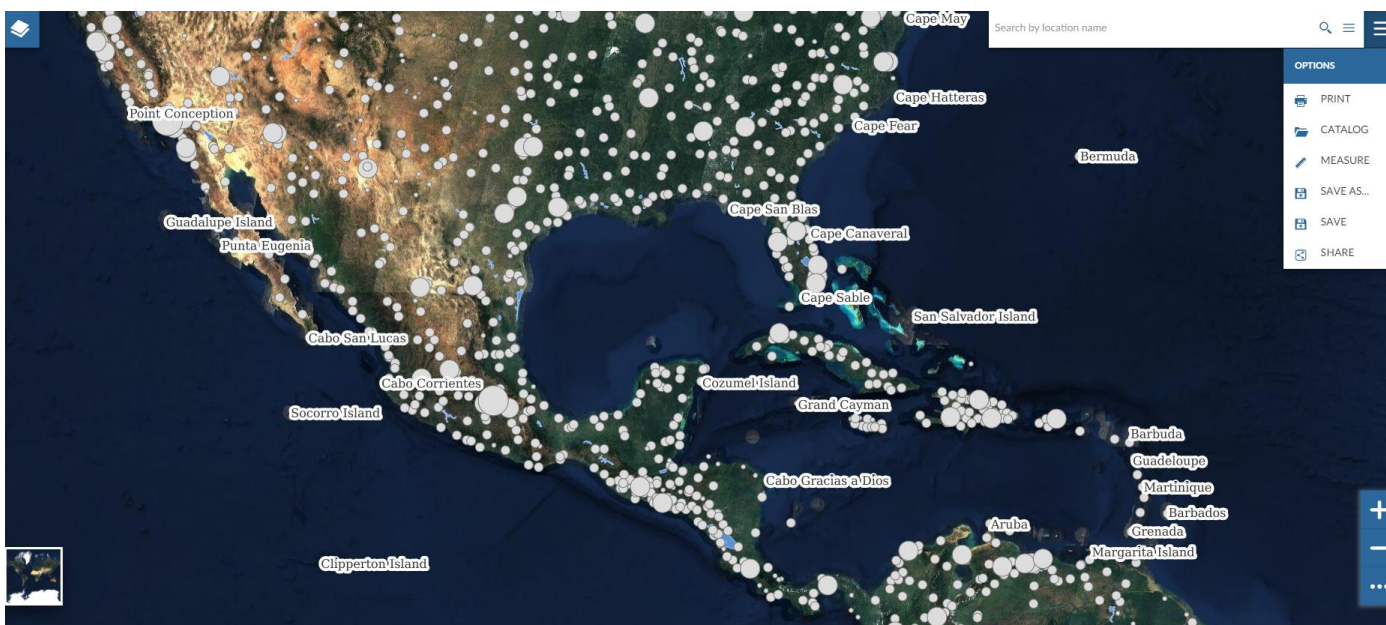 Cape May
Search by location name
OPTIONS
PRINT
Cape Hatteras
Point Conception
Cape Fear
CATALOG
Bermuda
MEASURE
SAVE AS...
Cape San Blas
Guadalupe Island
SAVE
Cape Canaveral
Punta Eugenia
SHARE
Cape Sable
San Salvador Island
Cabo San Lucas
Cabo Corrientes
Cozumel Island
Grand Cayman
Socorro Island
Barbuda
Guadeloupe
Cabo Gracias a Dios
Martinique
Barbados
Aruba
Grenada
Margarita Island
Clipperton Island